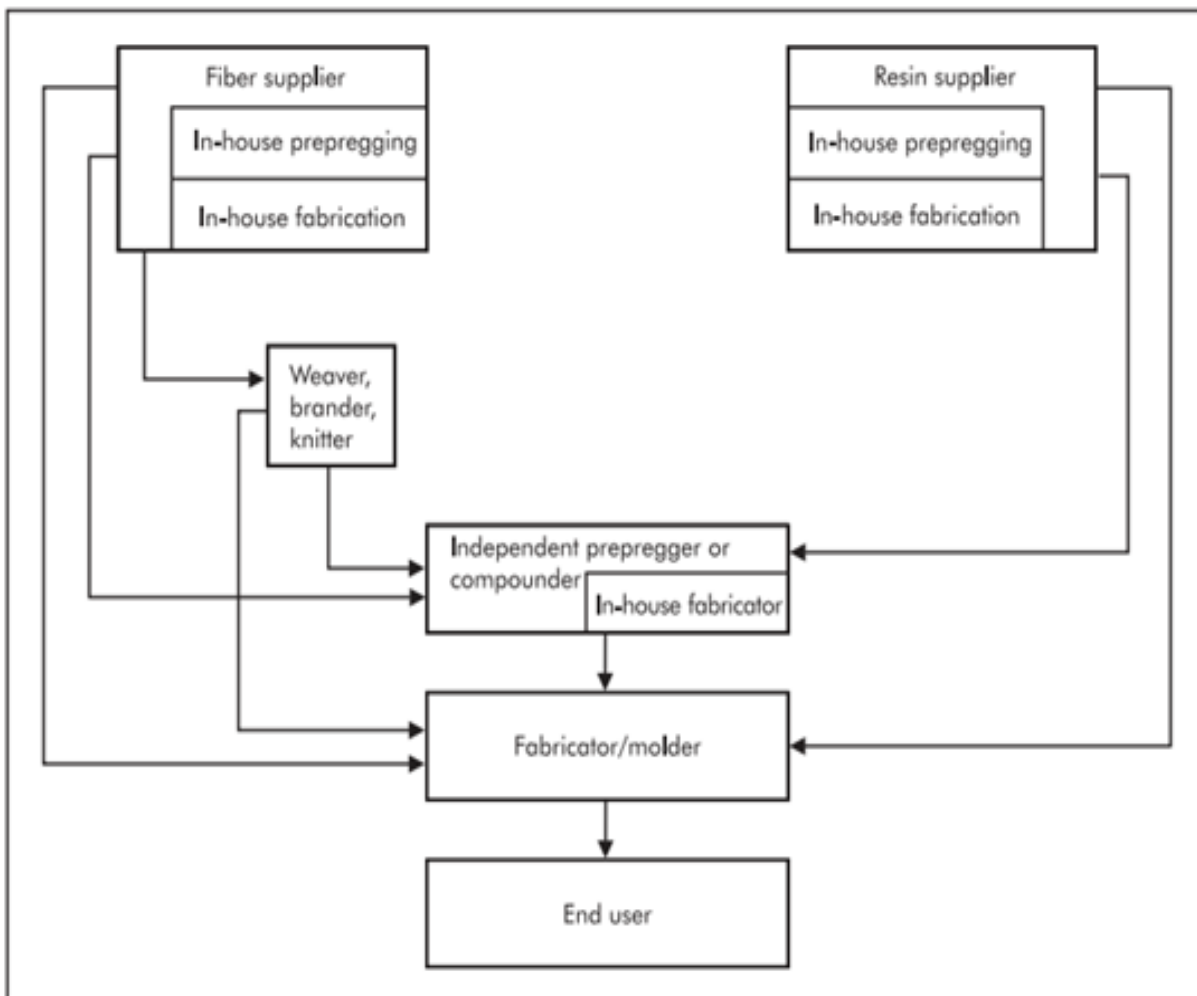 Fiber supplier
In-house prepregging
In-house fabrication
Resin supplier
In-house prepregging
In-house fabrication
Weaver,
brander,
knitter
Independent prepregger or
compounder
In-house fabricator
Fabricator/molder
End user